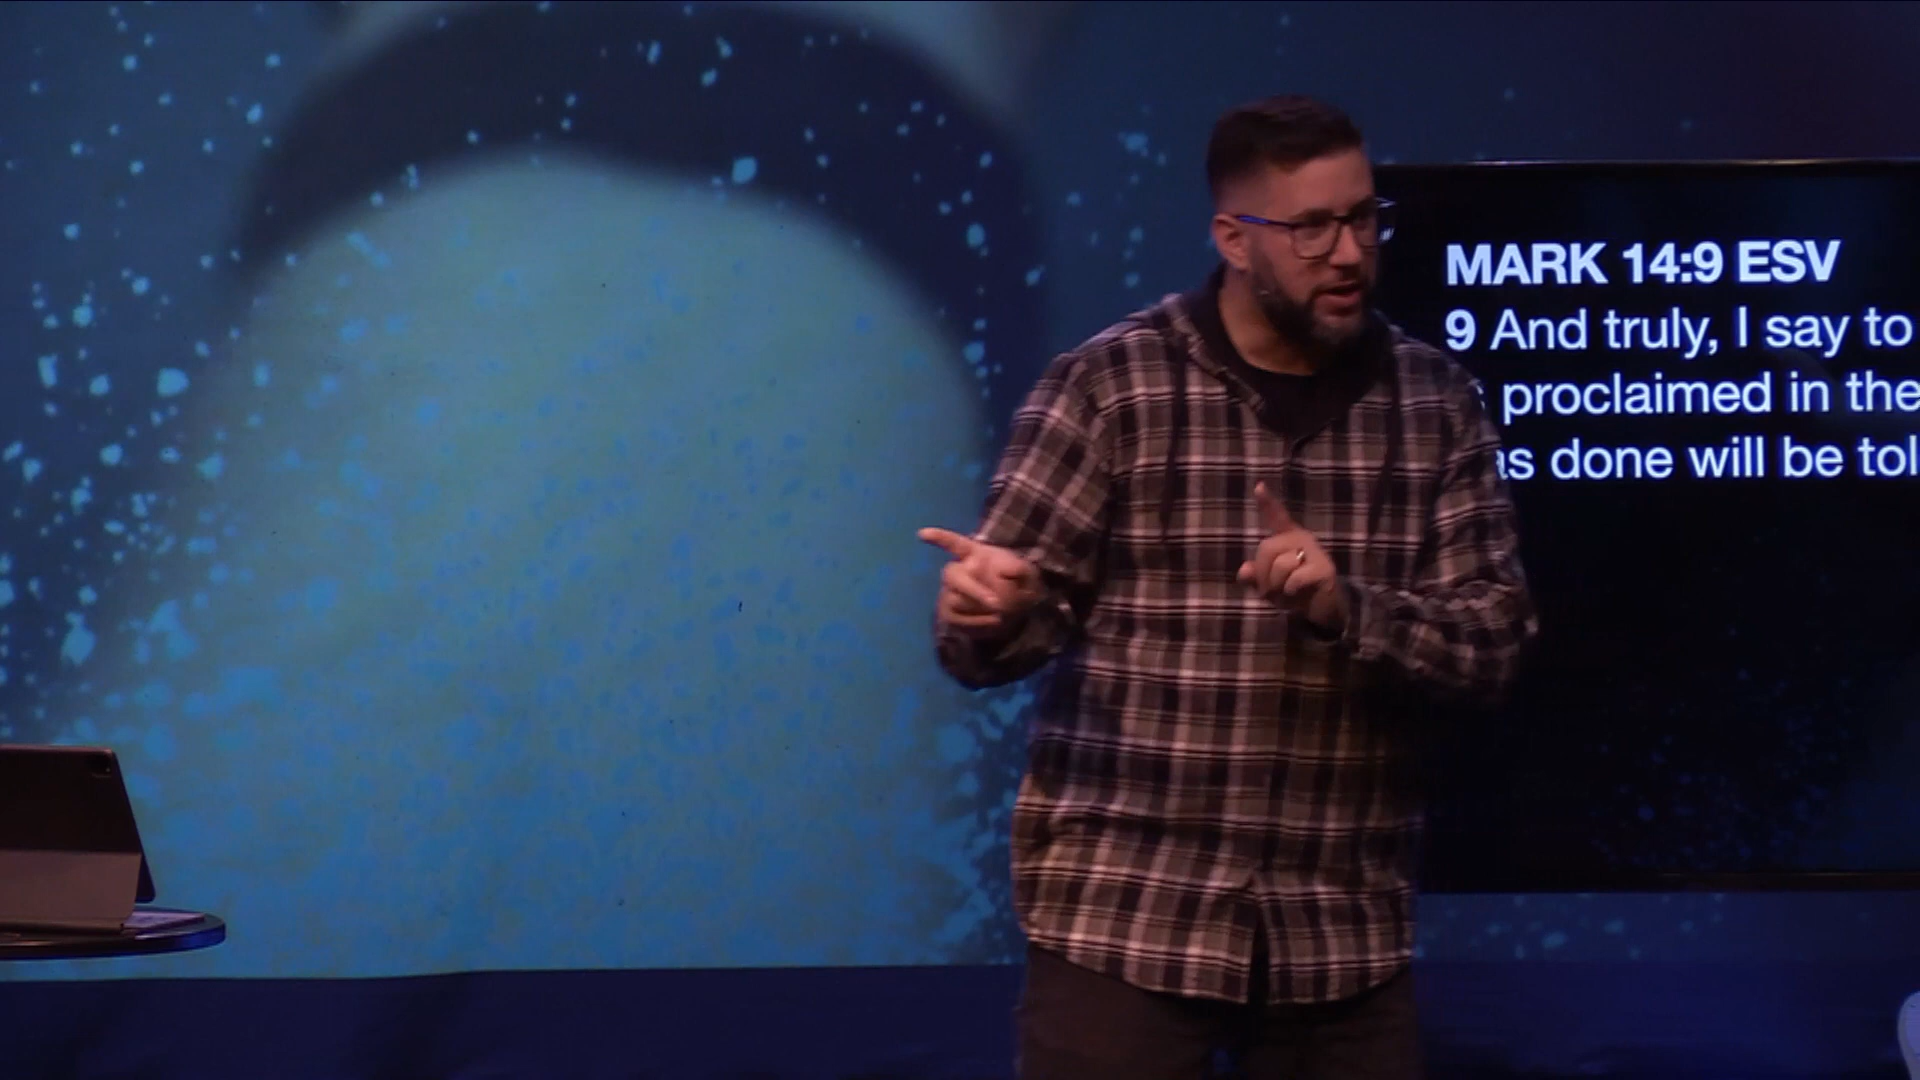 MARK 14:9 ESV
9 And truly, I say to
proclaimed in the
as done will be tol